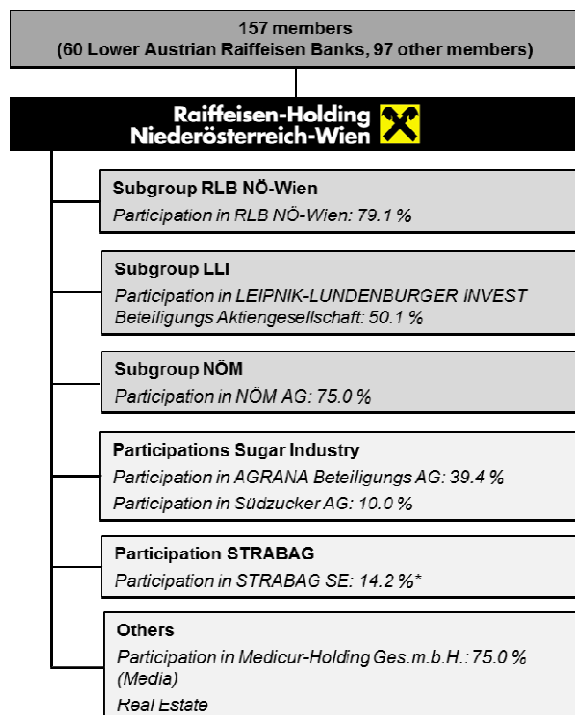 157 members
(60 Lower Austrian Raiffeisen Banks, 97 other members)
Raiffeisen-Holding
Niederösterreich-Wien
Subgroup RLB NÖ-Wien
Participation in RLB NÖ-Wien: 79.1 %
Subgroup LLI
Participation in LEIPNIK-LUNDENBURGER INVEST
Beteiligungs Aktiengesellschaft: 50.1 %
Subgroup NÖM
Participation in NÖM AG: 75.0 %
Participations Sugar Industry
Participation in AGRANA Beteiligungs AG: 39.4 %
Participation in Südzucker AG: 10.0 %
Participation STRABAG
Participation in STRABAG SE: 14.2 %*
Others
Participation in Medicur-Holding Ges.m.b.H.: 75.0 %
(Media)
Real Estate